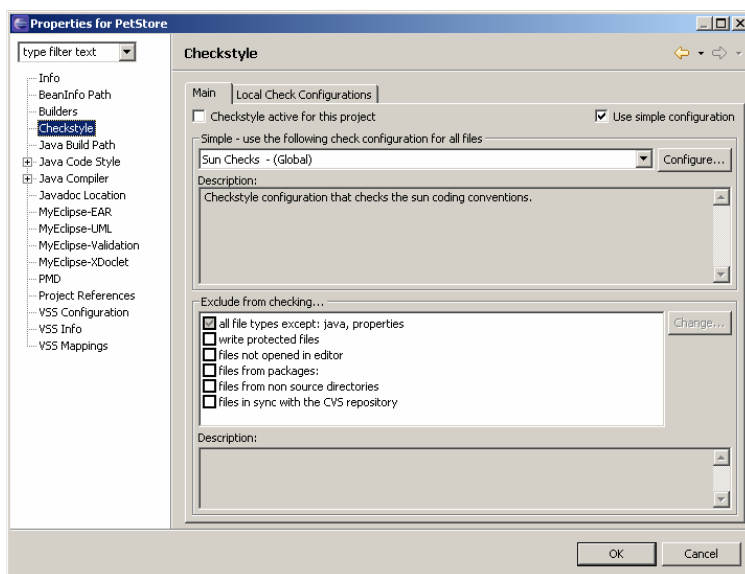 Properties for PetStore
type filter text
Checkstyle
Info
BeanInfo Path
Builders
Checkstyle
Java Build Path
Java Code Style
Java Compiler
Javadoc Location
MyEclipse-EAR
MyEclipse-UML
MyEclipse-Validation
MyEclipse-XDoclet
PMD
Project References
VSS Configuration
VSS Info
VSS Mappings
Main
Local Check Configurations
Checkstyle active for this project
Use simple configuration
Simple - use the following check configuration for all files
Sun Checks - (Global)
Configure...
Description:
Checkstyle configuration that checks the sun coding conventions.
Exclude from checking...
all file types except: java, properties
Change...
write protected files
files not opened in editor
files from packages:
files from non source directories
files in sync with the CVS repository
Description:
OK
Cancel